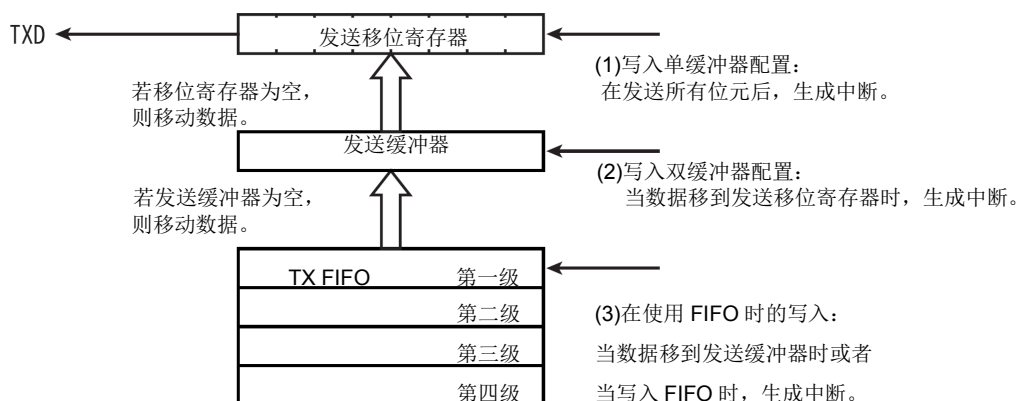 TXD
发送移位寄存器
(1)写入单缓冲器配置：
在发送所有位元后，生成中断。
若移位寄存器为空，
则移动数据。
发送缓冲器
(2)写入双缓冲器配置：
当数据移到发送移位寄存器时，生成中断。
若发送缓冲器为空，
则移动数据。
TX FIFO 第一级
第二级
第三级
第四级
(3)在使用 FIFO 时的写入：
当数据移到发送缓冲器时或者
当写入 FIFO 时，生成中断。